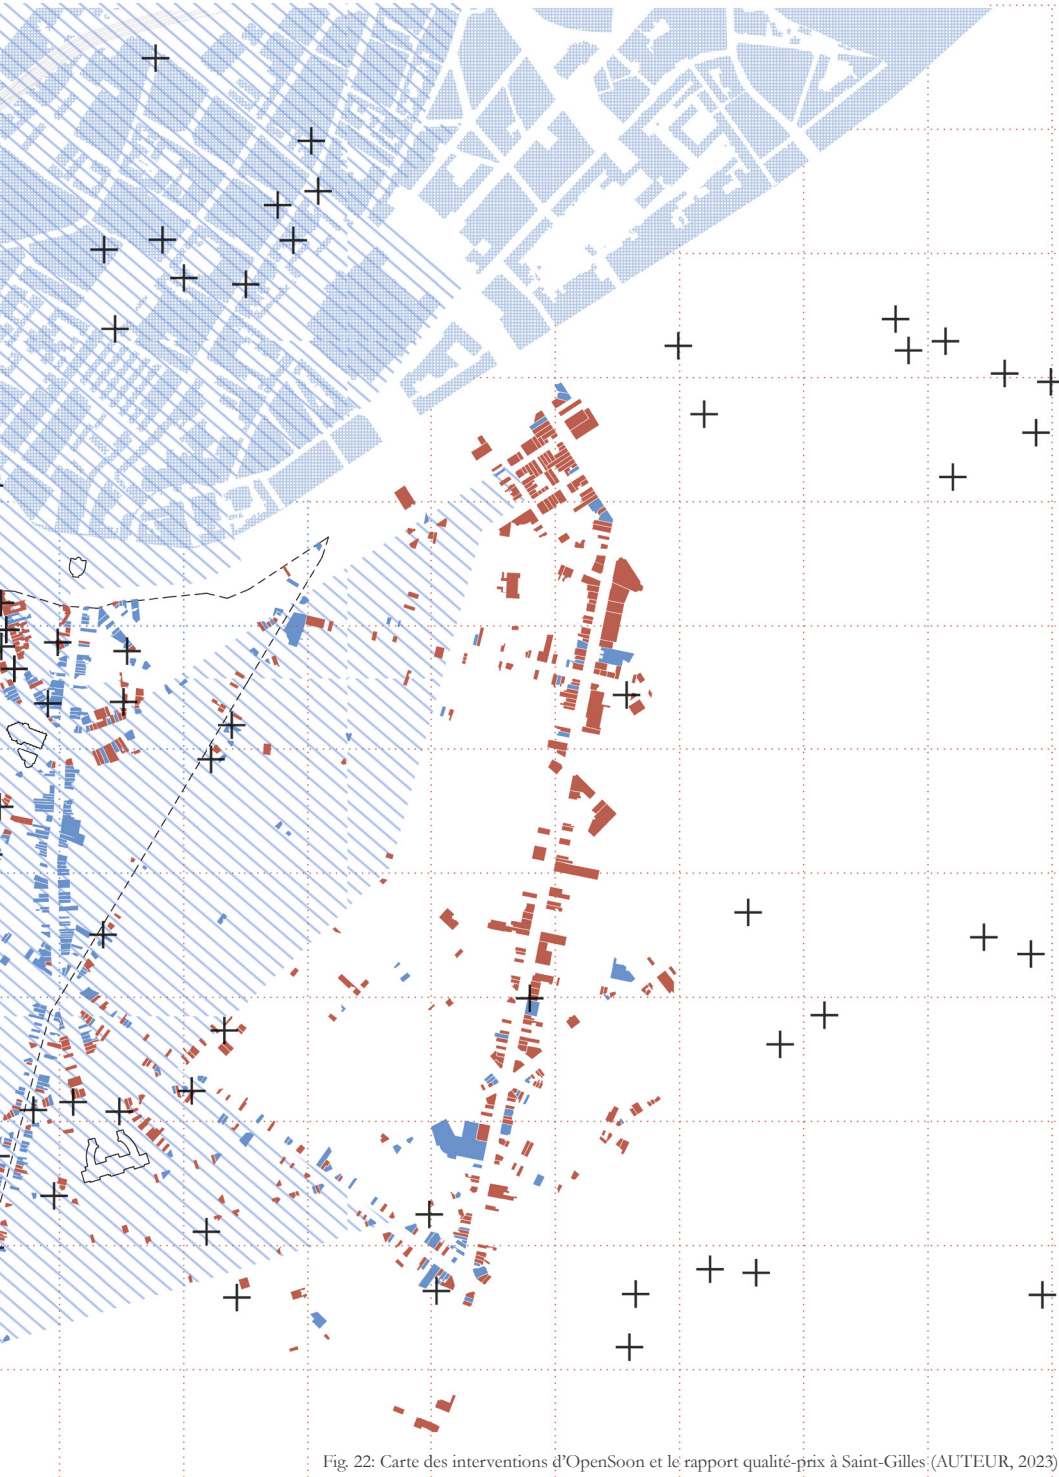 Fig. 22: Carte des interventions d’OpenSoon et le rapport qualité-prix à Saint-Gilles (AUTEUR, 2023)